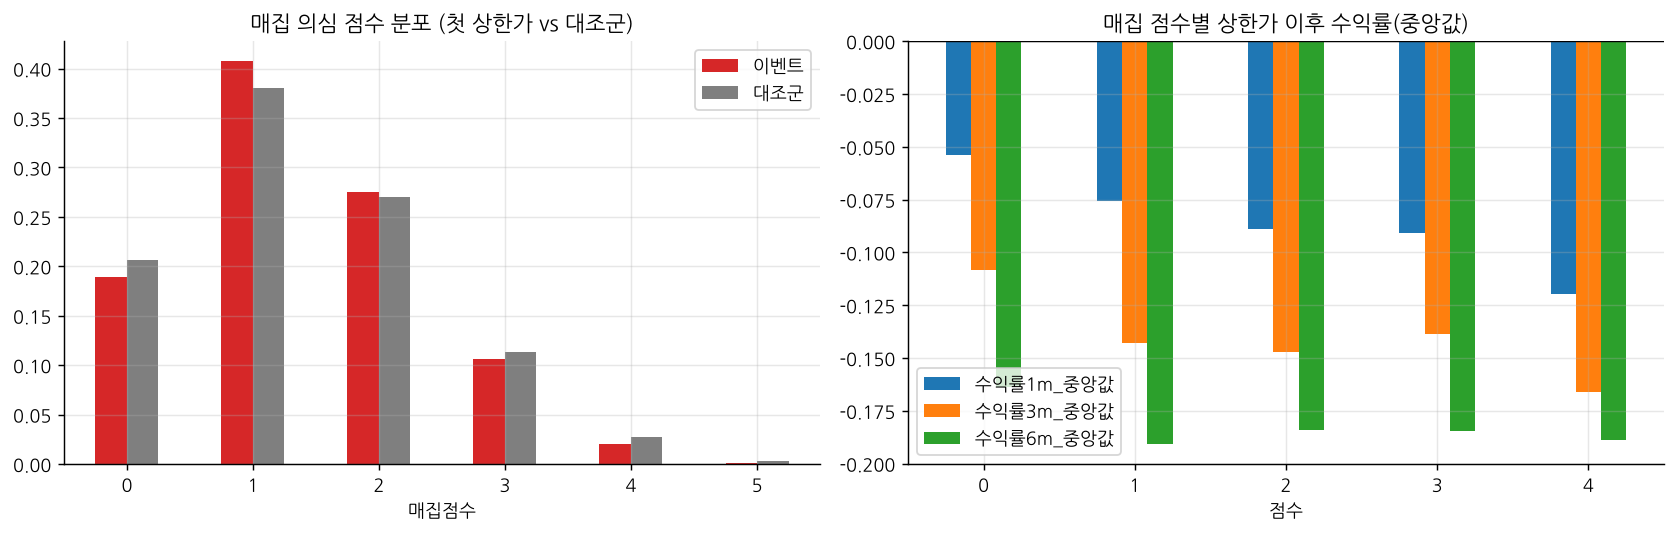 매집 의심 점수 분포 (첫 상한가 vs 대조군)
0.40
0.35
0.30
0.25
0.20
0.15
0.10
0.05
0.00
이벤트
대조군
0 1 2 3 4 5
매집점수
매집 점수별 상한가 이후 수익률(중앙값)
0.000
-0.025
-0.050
-0.075
-0.100
-0.125
-0.150
-0.175
-0.200
수익률1m_중앙값
수익률3m_중앙값
수익률6m_중앙값
0 1 2 3 4
점수